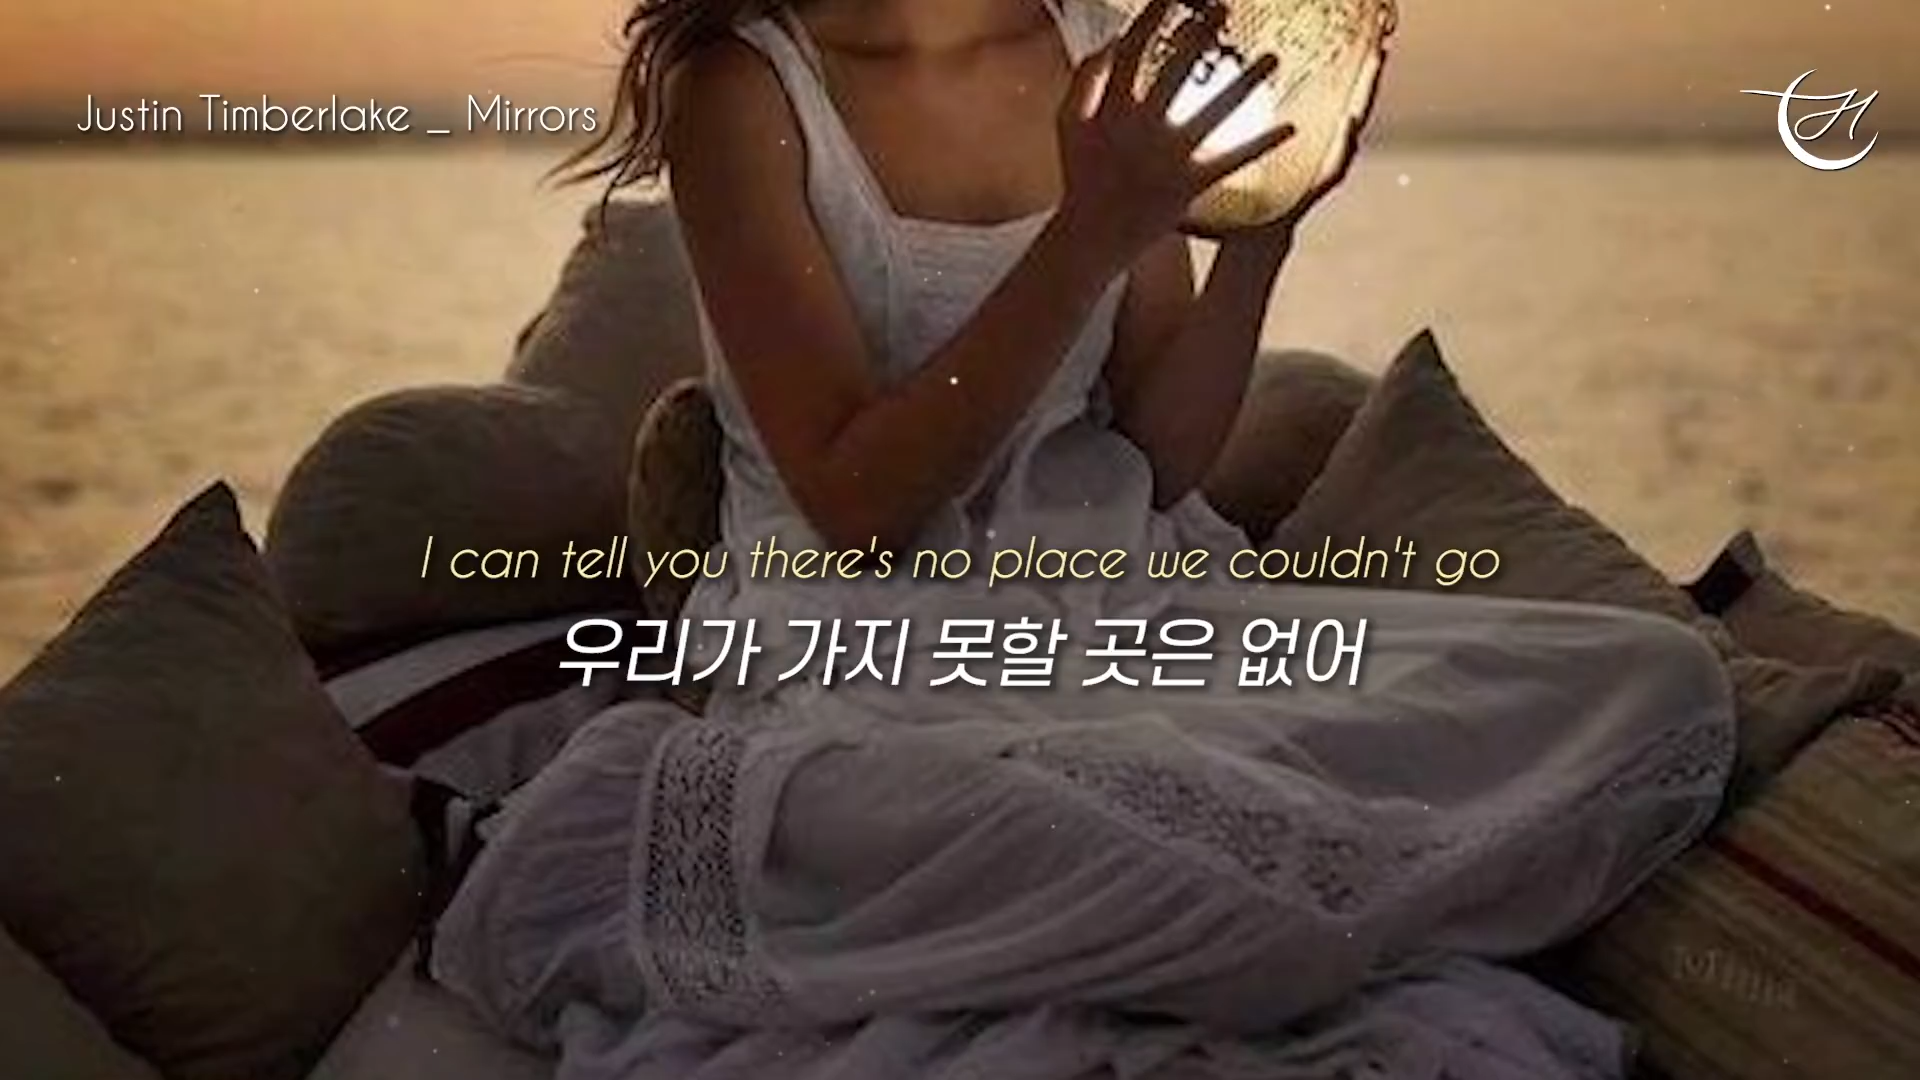 Justin Timberlake _ Mirrors
I can tell you there's no place we couldn't go
우리가 가지 못할 곳은 없어